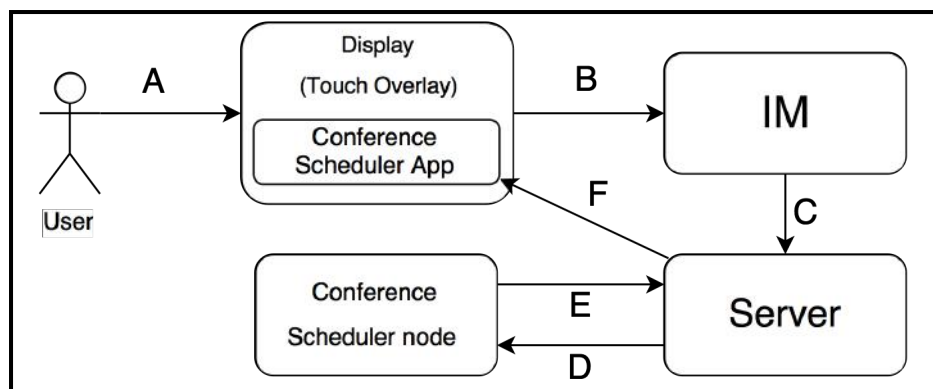 Display
(Touch Overlay)
Conference
Scheduler App
A
B
IM
User
F
C
Conference
Scheduler node
E
D
Server